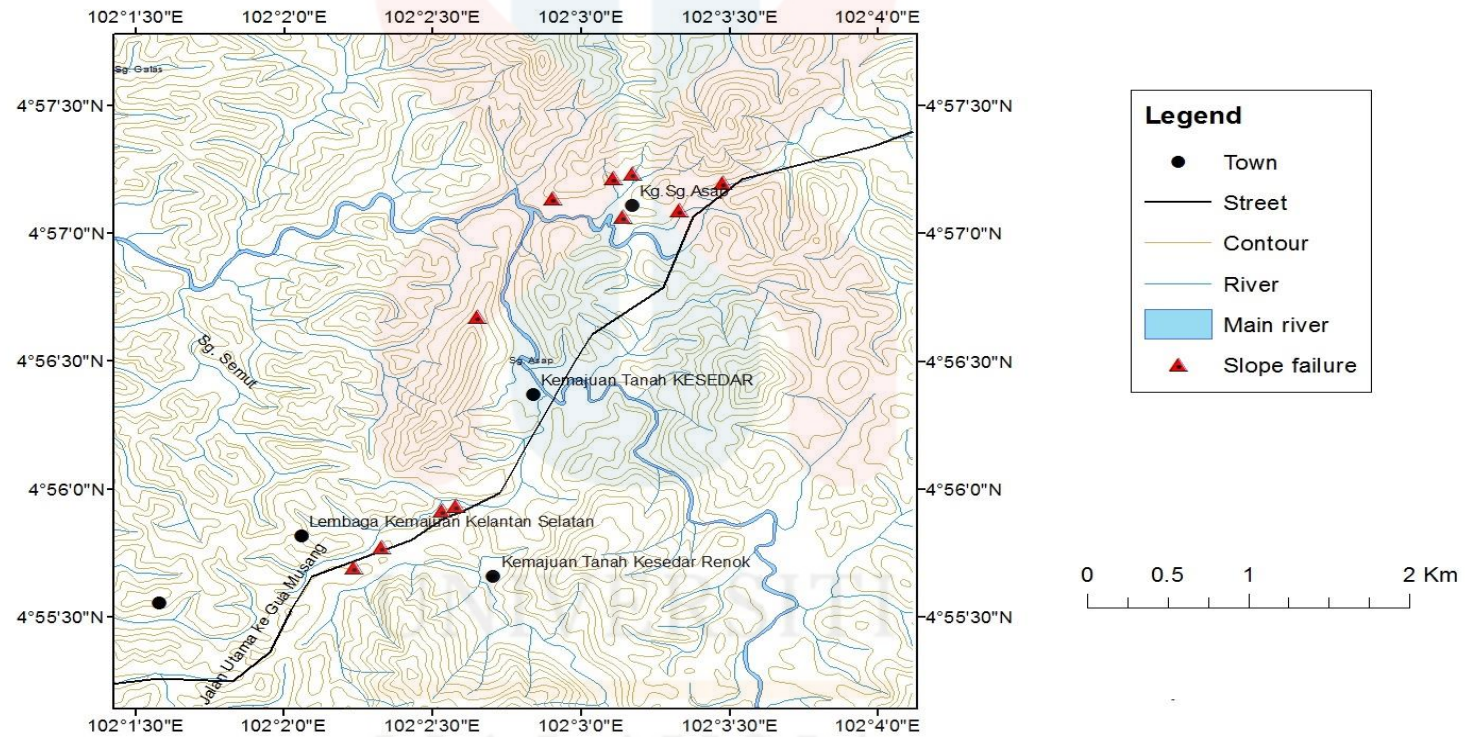 102°1'30"E 102°2'0"E 102°2'30"E 102°3'0"E 102°3'30"E 102°4'0"E
Sg. Galas
4°57'30"N 4°57'30"N
Kg.Sg.Asap
4°57'0"N 4°57'0"N
Sg. Semut
4°56'30"N Sg. Asap 4°56'30"N
Kemajuan Tanah KESEDAR
4°56'0"N 4°56'0"N
Lembaga Kemajuan Kelantan Selatan
Jalan Utama ke Gua Musang
Kemajuan Tanah Kesedar Renok
4°55'30"N 4°55'30"N
UNIVERSITI
102°1'30"E 102°2'0"E 102°2'30"E 102°3'0"E 102°3'30"E 102°4'0"E
Legend
Town
Street
Contour
River
Main river
Slope failure
0 0.5 1 2 Km